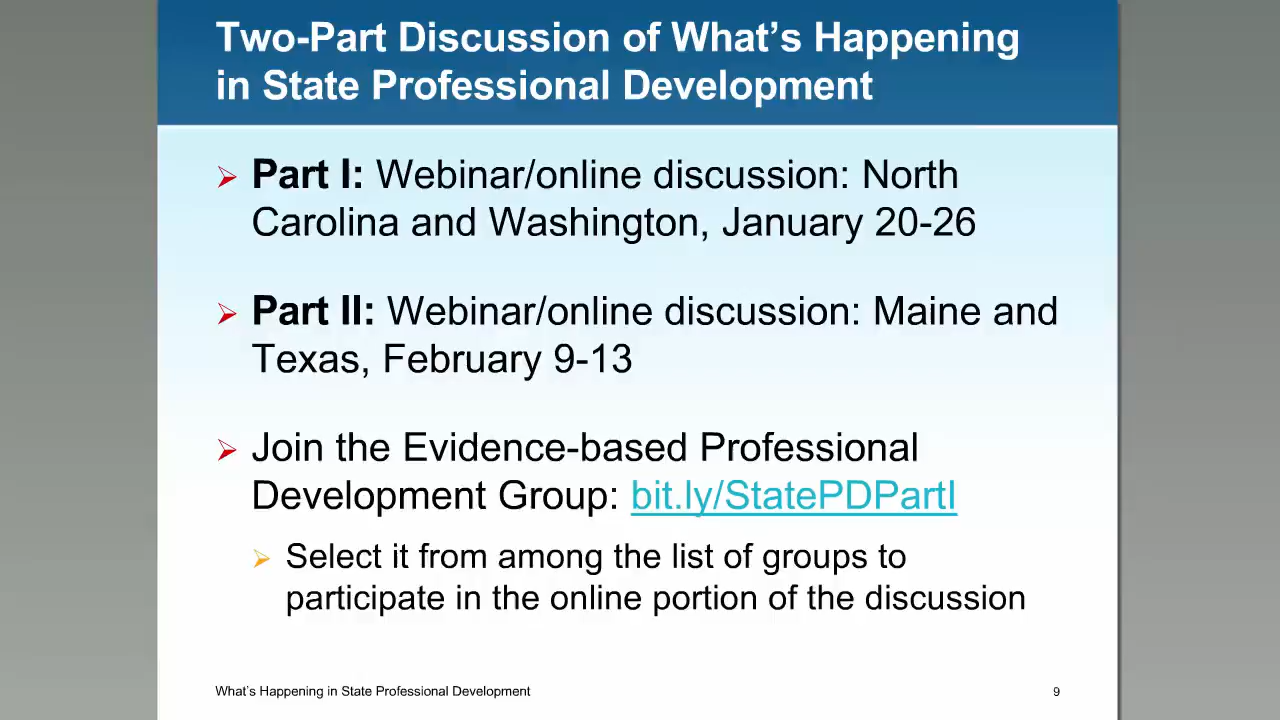 Two-Part Discussion of What’s Happening
in State Professional Development
Part I: Webinar/online discussion: North
Carolina and Washington, January 20-26
Part II: Webinar/online discussion: Maine and
Texas, February 9-13
Join the Evidence-based Professional
Development Group: bit.ly/StatePDPartI
Select it from among the list of groups to
participate in the online portion of the discussion
What’s Happening in State Professional Development
9